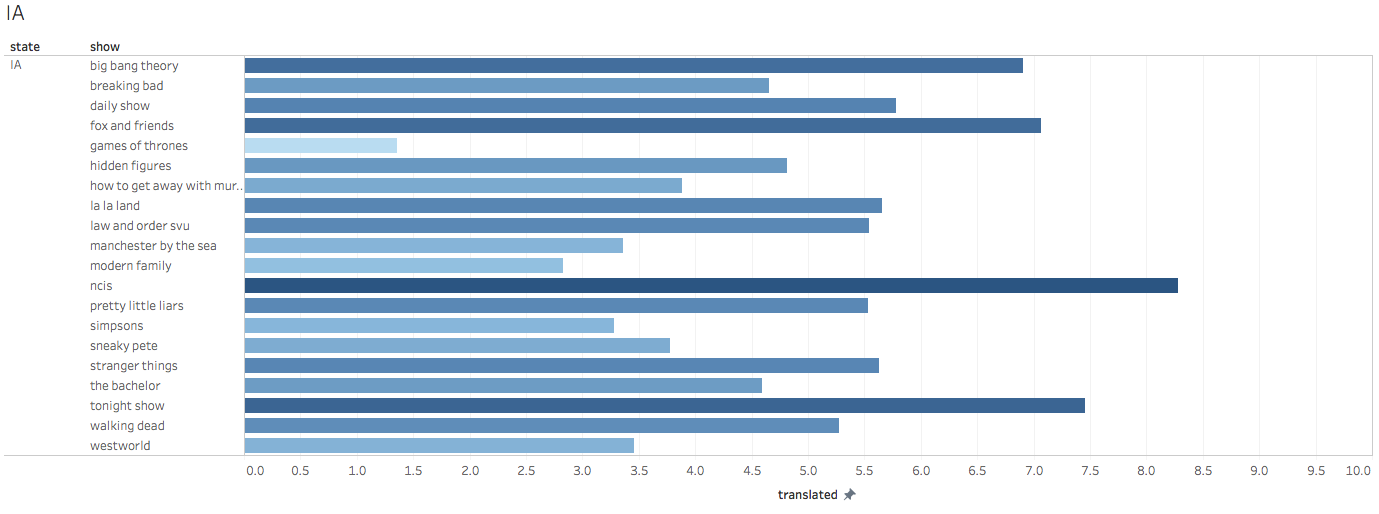 IA
state show
IA big bang theory
breaking bad
daily show
fox and friends
games of thrones
hidden figures
how to get away with mur..
la la land
law and order svu
manchester by the sea
modern family
ncis
pretty little liars
simpsons
sneaky pete
stranger things
the bachelor
tonight show
walking dead
westworld
0.0 0.5 1.0 1.5 2.0 2.5 3.0 3.5 4.0 4.5 5.0 5.5 6.0 6.5 7.0 7.5 8.0 8.5 9.0 9.5 10.0
translated